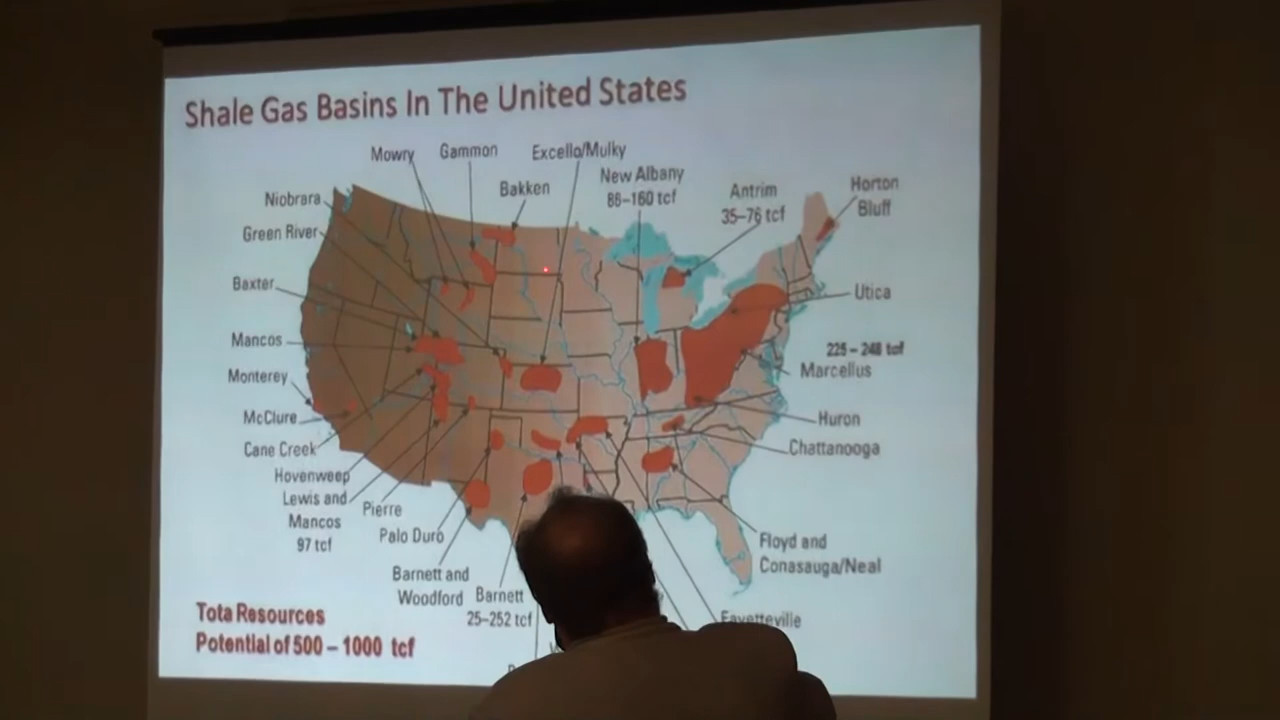 Shale Gas Basins In The United States
Mowry
Gammon
Excello/Mulky
Niobrara
Bakken
New Albany
86–160 tcf
Antrim
35–76 tcf
Horton
Bluff
Green River
Baxter
Utica
Mancos
225 – 248 tcf
Marcellus
Monterey
McClure
Huron
Cane Creek
Chattanooga
Hovenweep
Lewis and
Mancos
97 tcf
Pierre
Palo Duro
Floyd and
Conasauga/Neal
Barnett and
Woodford
Barnett
25–252 tcf
Fayetteville
Tota Resources
Potential of 500 – 1000 tcf